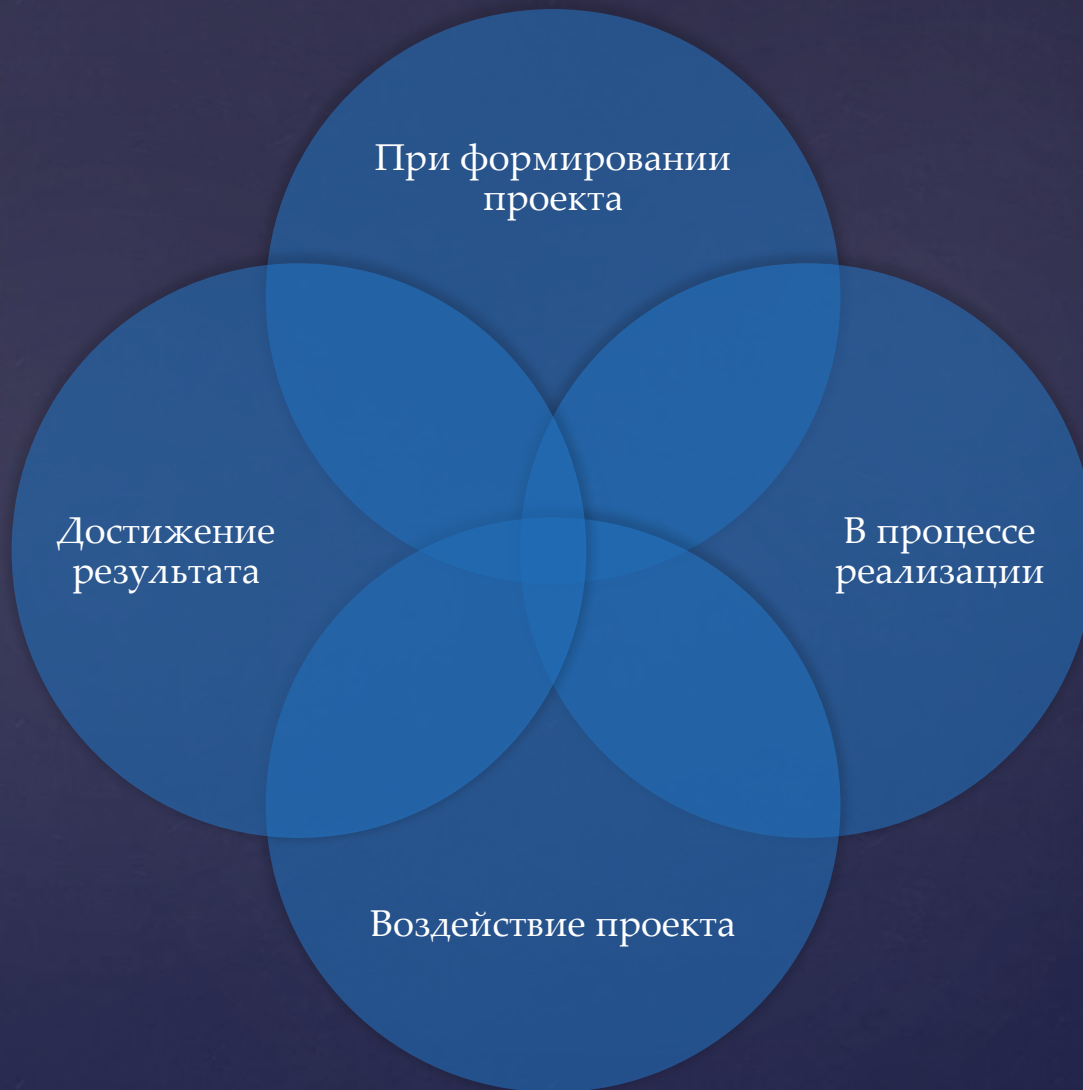 При формировании
проекта
Достижение
результата
В процессе
реализации
Воздействие проекта